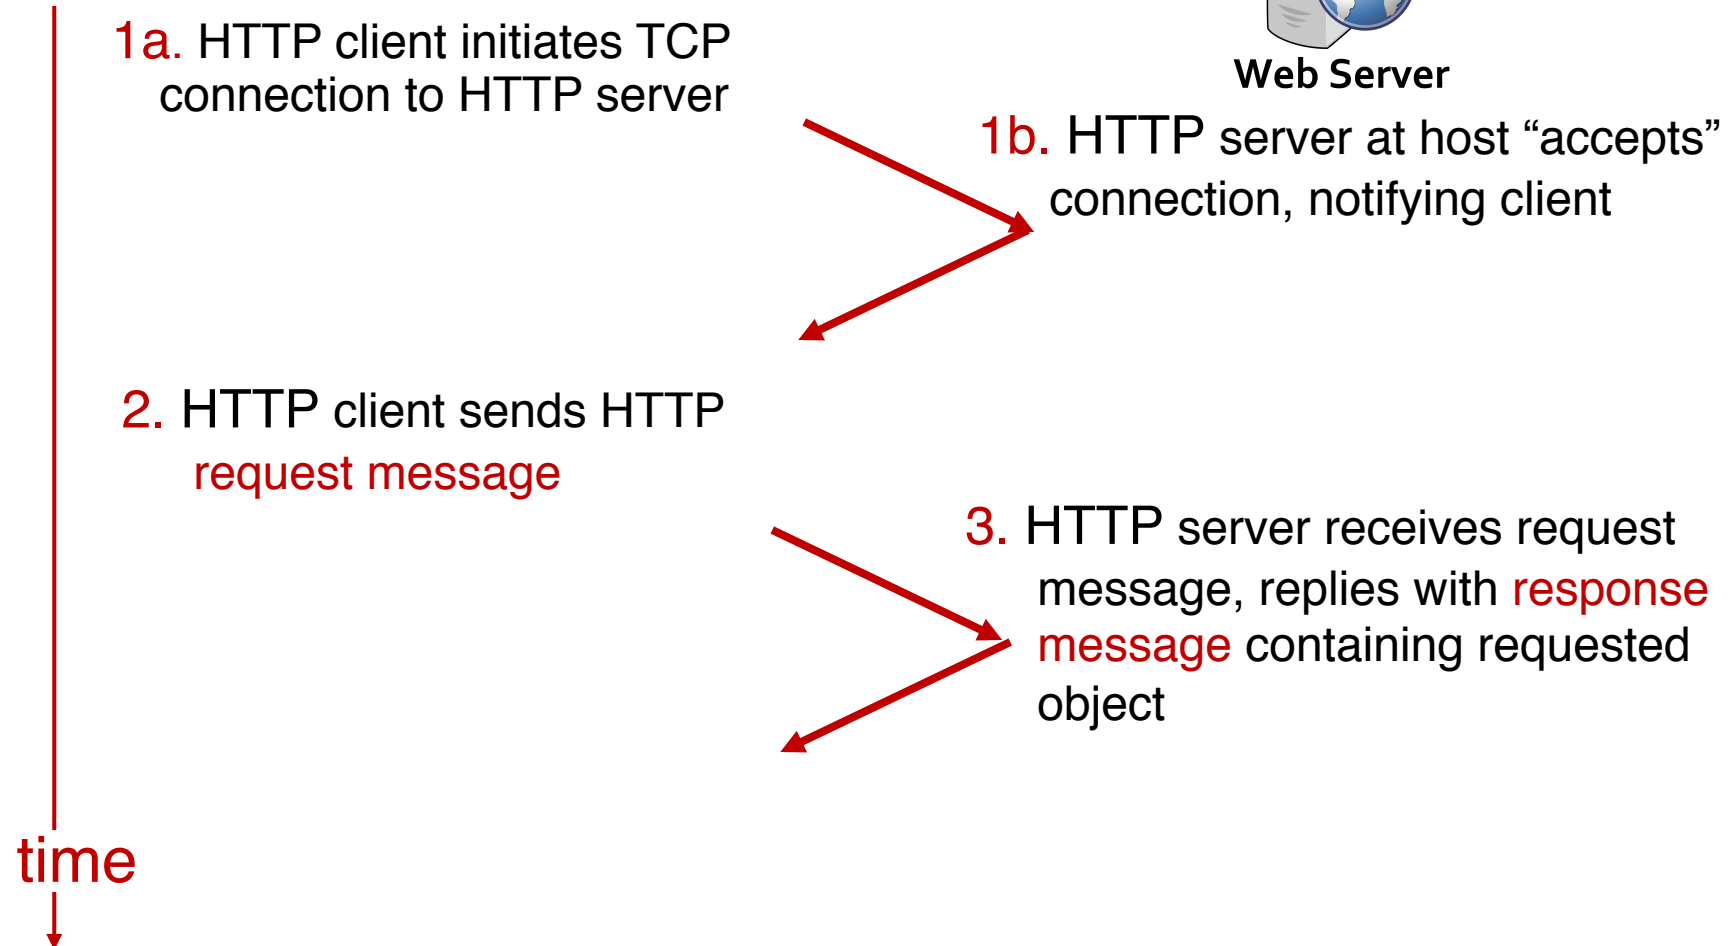 1a. HTTP client initiates TCP
connection to HTTP server
Web Server
1b. HTTP server at host “accepts”
connection, notifying client
2. HTTP client sends HTTP
request message
3. HTTP server receives request
message, replies with response
message containing requested
object
time